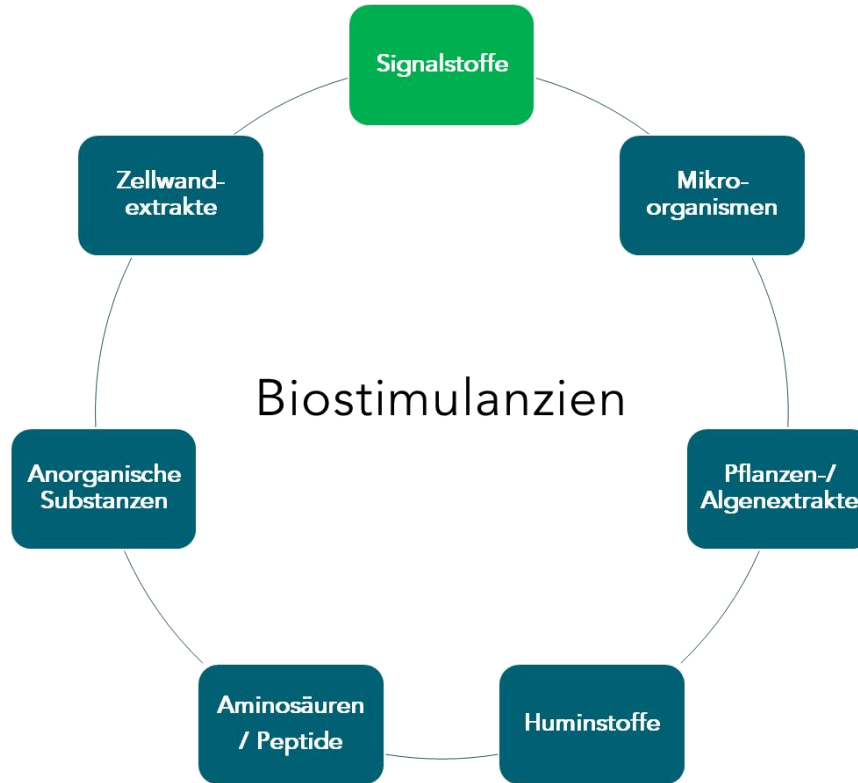 Signalstoffe
Zellwand-
extrakte
Mikro-
organismen
Biostimulanzien
Anorganische
Substanzen
Pflanzen-/
Algenextrakte
Aminosäuren
/ Peptide
Huminstoffe